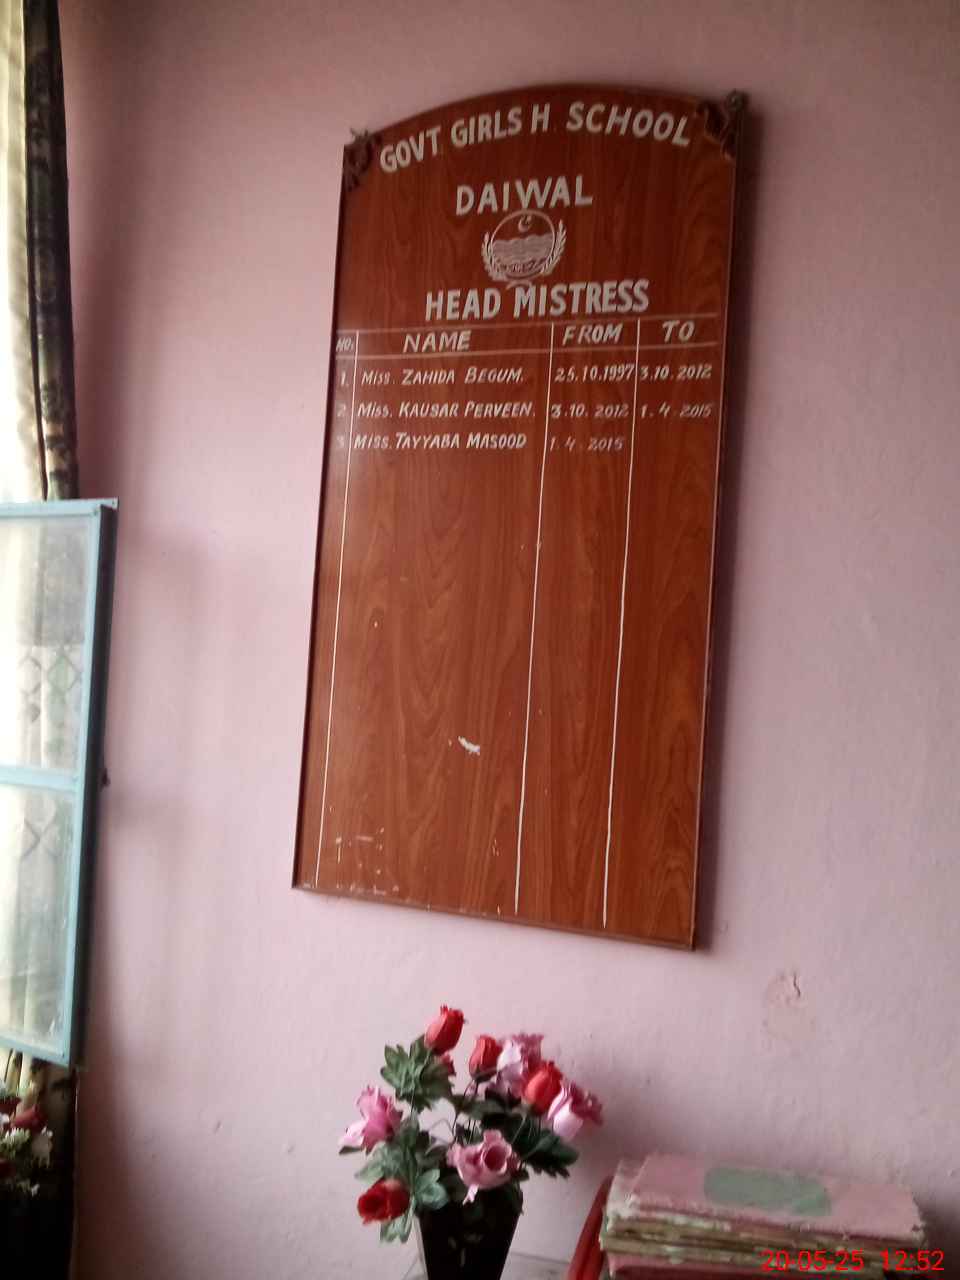 GOVT GIRLS H SCHOOL
DAIWAL
HEAD MISTRESS
NO: NAME FROM TO
1. MISS. ZAHIDA BEGUM. 25.10.1997 3.10.2012
2 MISS. KAUSAR PERVEEN. 3.10.2012 1.4.2015
3 MISS. TAYYABA MASOOD 1.4.2015
20-05-25 12:52